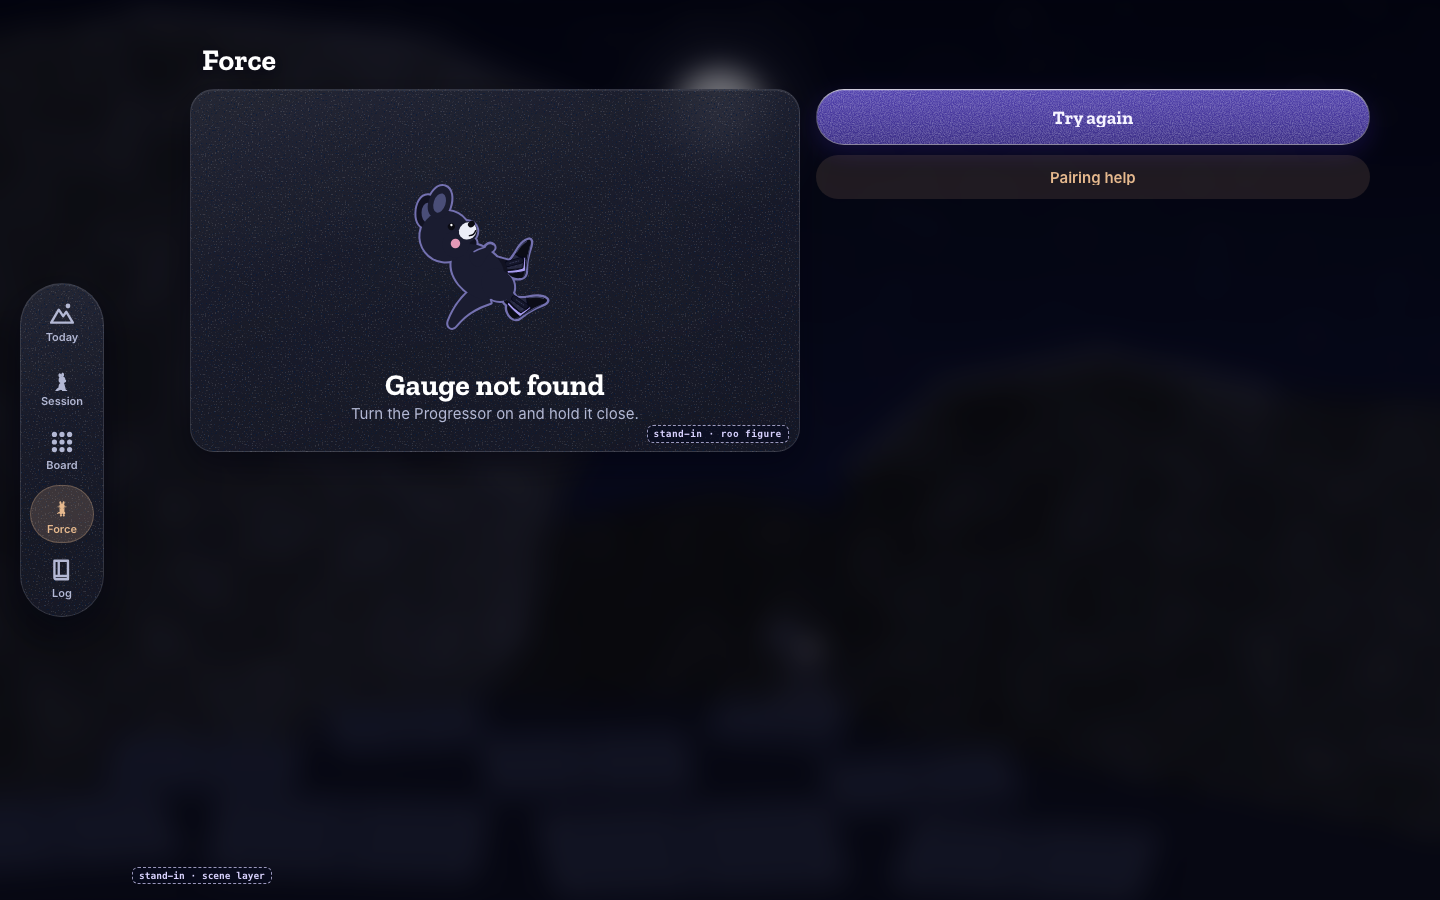 Force
Try again
Pairing help
Gauge not found
Turn the Progressor on and hold it close.
stand-in · roo figure
Today
Session
Board
Force
Log
stand-in · scene layer